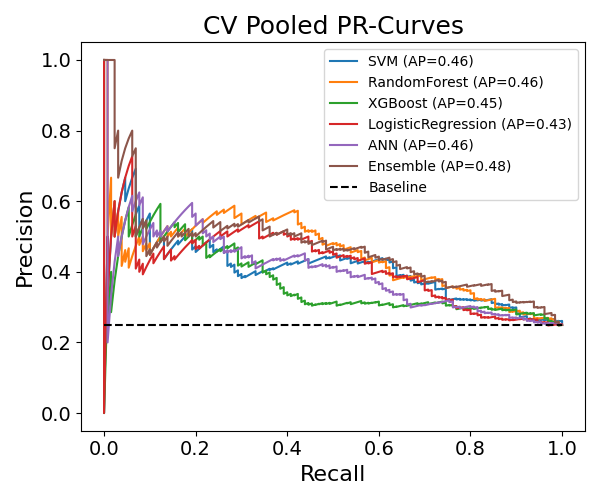 CV Pooled PR-Curves
1.0
0.8
0.6
0.4
0.2
0.0
Precision
SVM (AP=0.46)
RandomForest (AP=0.46)
XGBoost (AP=0.45)
LogisticRegression (AP=0.43)
ANN (AP=0.46)
Ensemble (AP=0.48)
Baseline
0.0 0.2 0.4 0.6 0.8 1.0
Recall